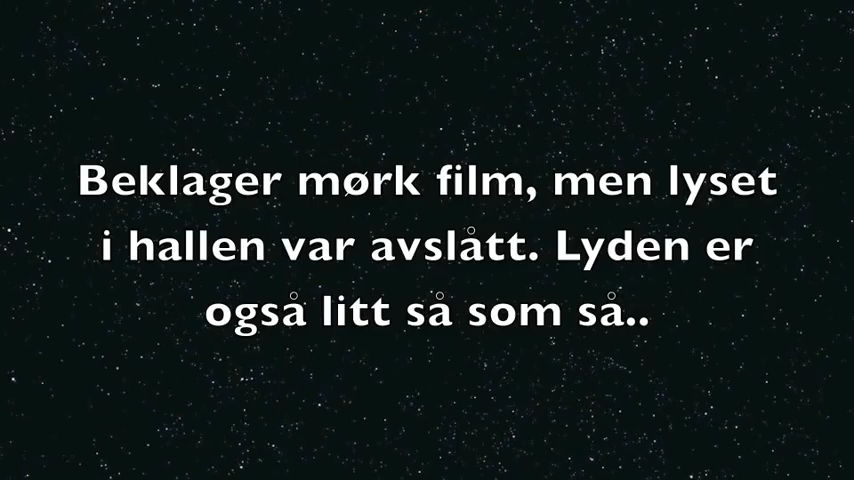 Beklager mørk film, men lyset
i hallen var avslått. Lyden er
også litt så som så..